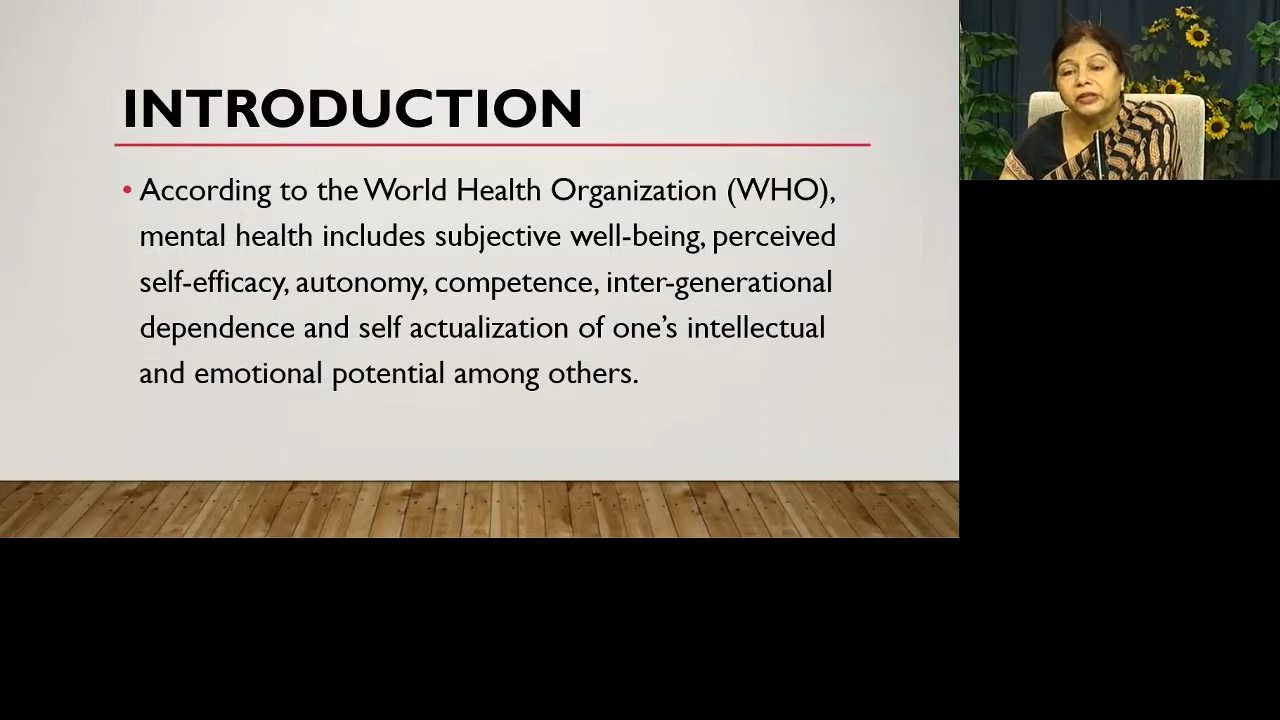 INTRODUCTION
• According to the World Health Organization (WHO),
mental health includes subjective well-being, perceived
self-efficacy, autonomy, competence, inter-generational
dependence and self actualization of one's intellectual
and emotional potential among others.